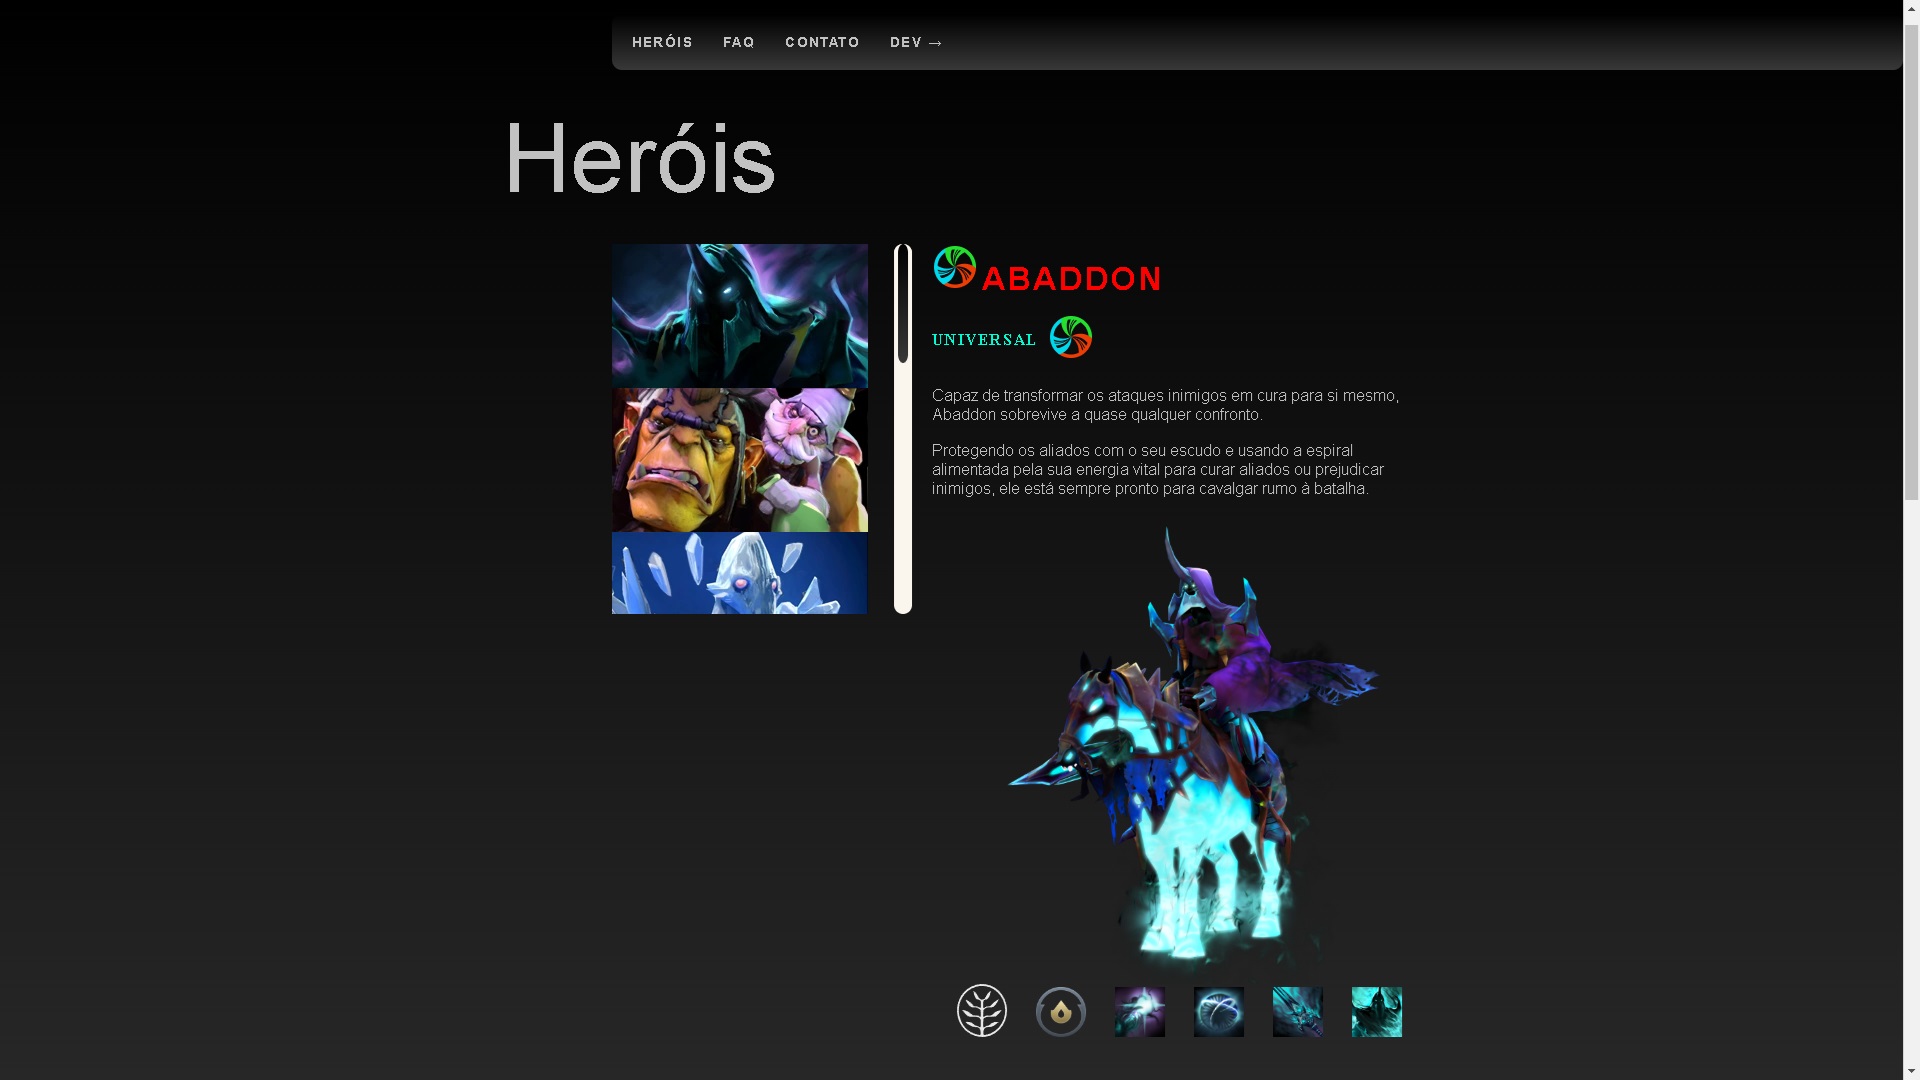 HERÓIS FAQ CONTATO DEV →
Heróis
ABADDON
UNIVERSAL
Capaz de transformar os ataques inimigos em cura para si mesmo,
Abaddon sobrevive a quase qualquer confronto.
Protegendo os aliados com o seu escudo e usando a espiral
alimentada pela sua energia vital para curar aliados ou prejudicar
inimigos, ele está sempre pronto para cavalgar rumo à batalha.